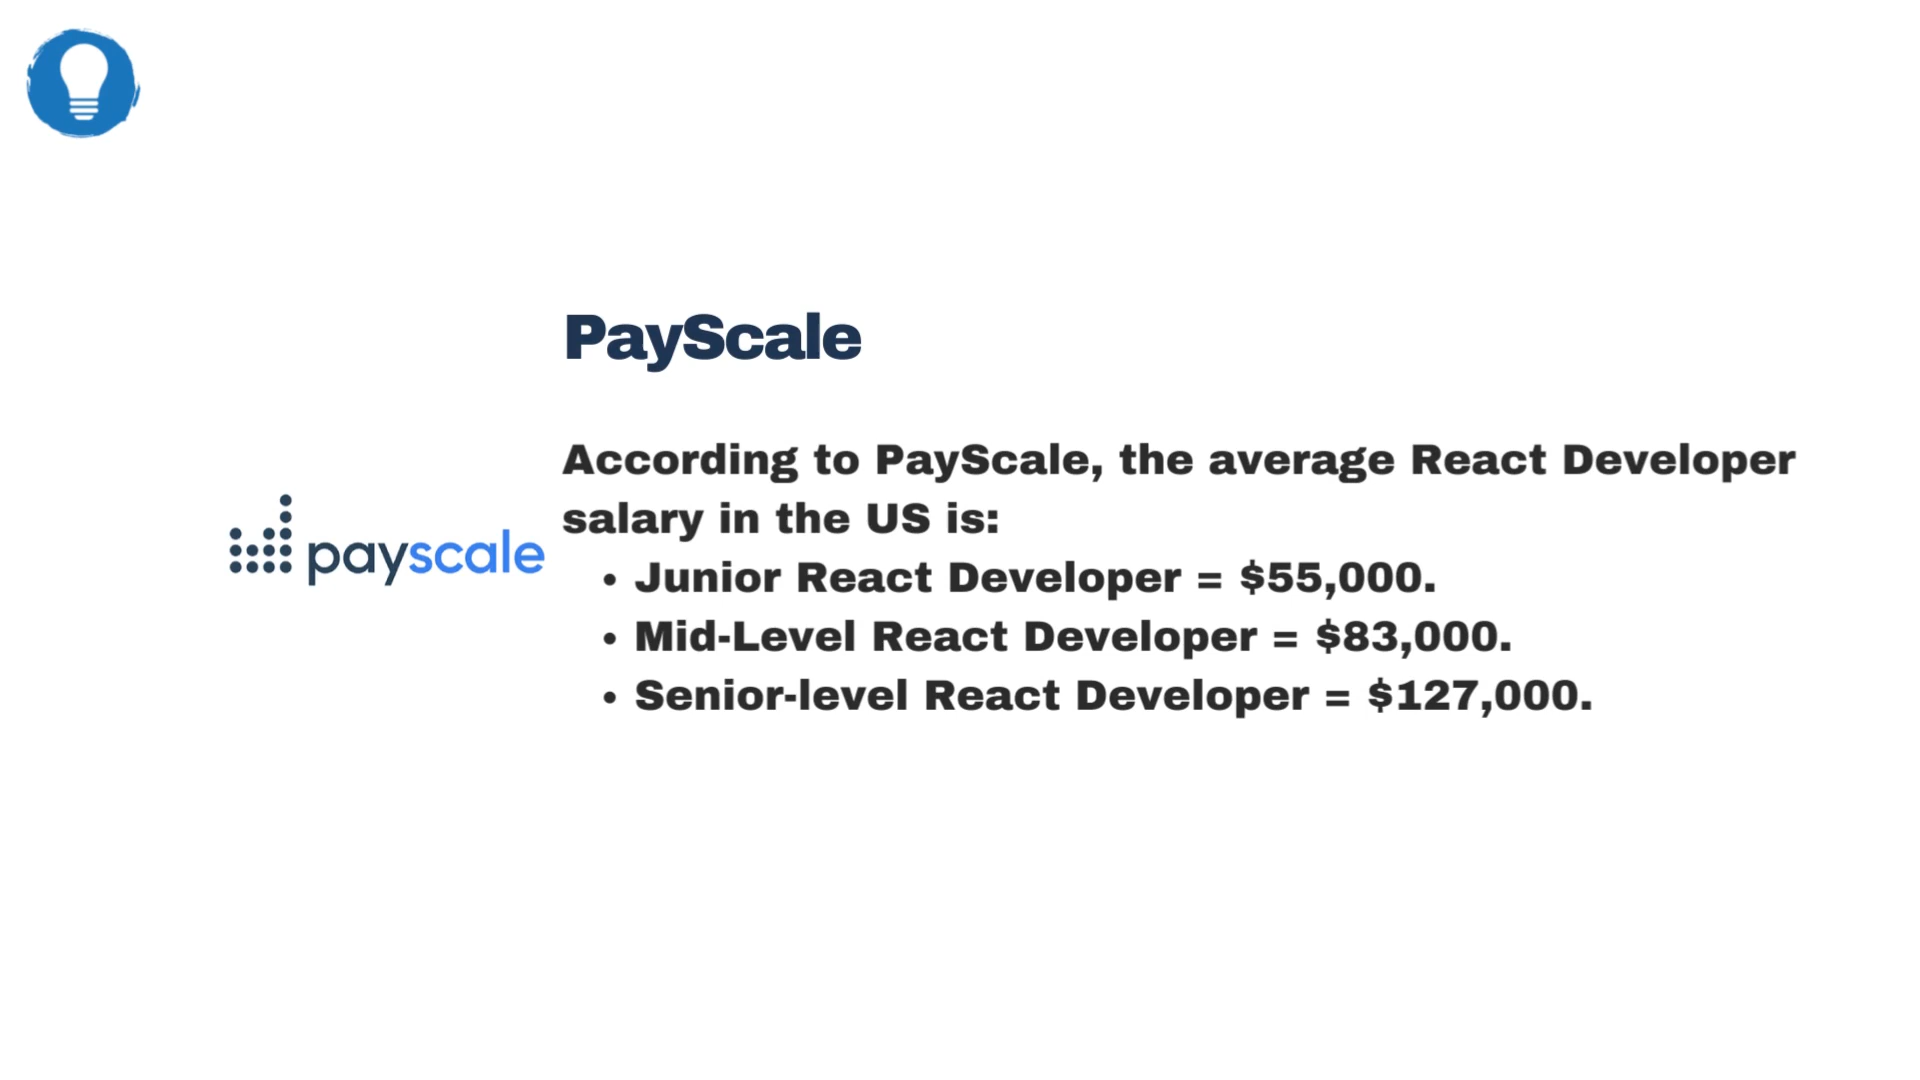 PayScale
payscale
According to PayScale, the average React Developer
salary in the US is:
• Junior React Developer = $55,000.
• Mid-Level React Developer = $83,000.
• Senior-level React Developer = $127,000.